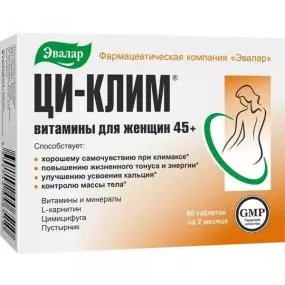 Эвалар
Фармацевтическая компания "Эвалар"
ЦИ-КЛИМ®
витамины для женщин 45+
Способствует:
• хорошему самочувствию при климаксе*
• повышению жизненного тонуса и энергии*
• улучшению усвоения кальция*
• контролю массы тела*
Витамины и минералы
L-карнитин
Цимицифуга
Пустырник
60 таблеток
на 2 месяца
GMP